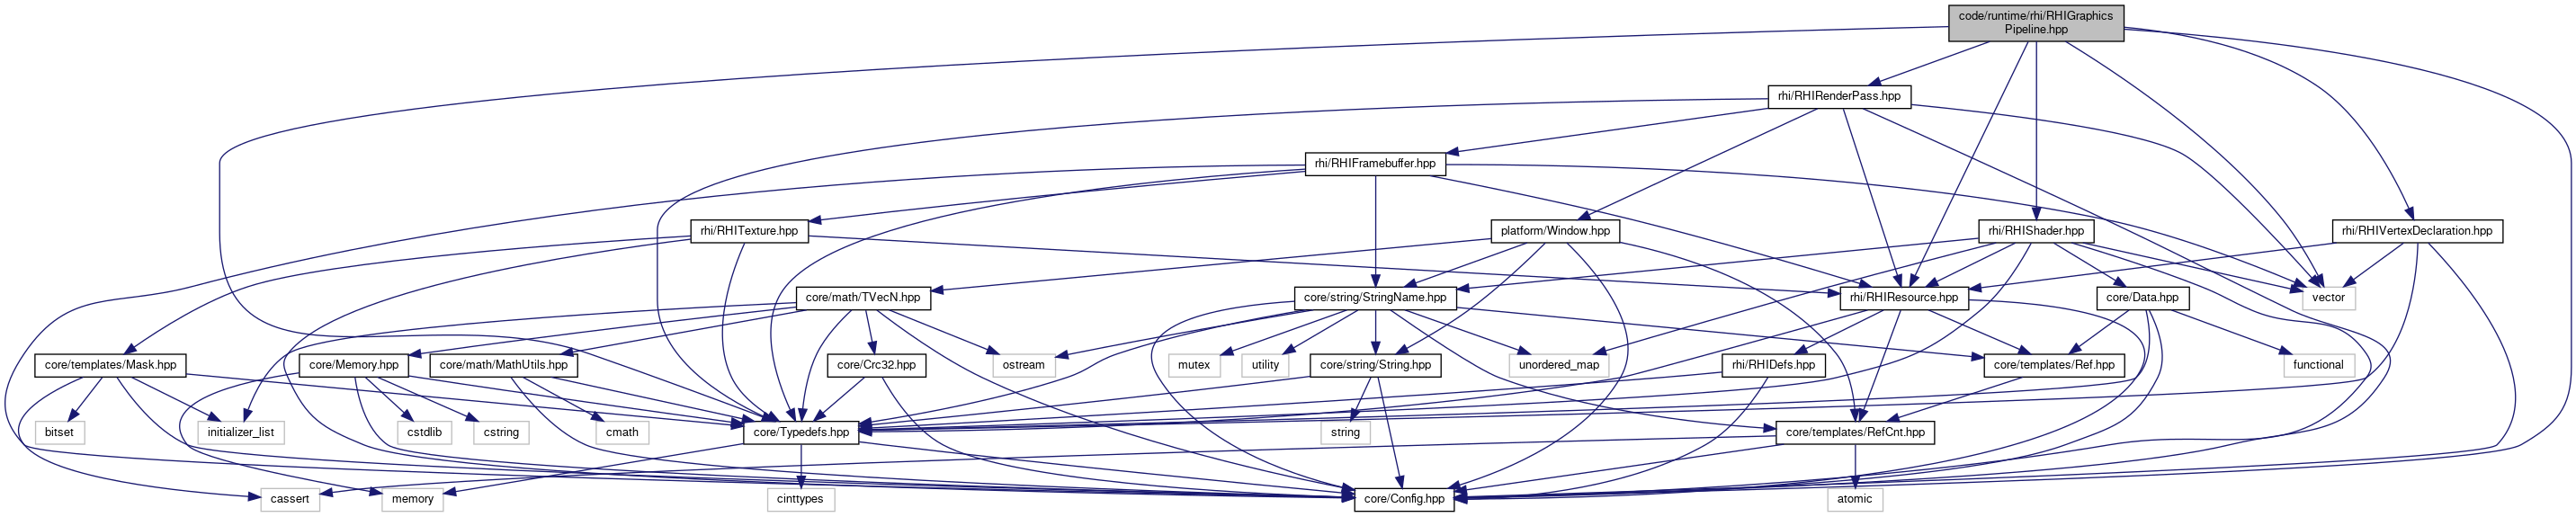 code/runtime/rhi/RHIGraphics
Pipeline.hpp
rhi/RHIRenderPass.hpp
rhi/RHIFramebuffer.hpp
rhi/RHITexture.hpp
platform/Window.hpp
rhi/RHIShader.hpp
rhi/RHIVertexDeclaration.hpp
core/math/TVecN.hpp
core/string/StringName.hpp
rhi/RHIResource.hpp
core/Data.hpp
vector
core/templates/Mask.hpp
core/Memory.hpp
core/math/MathUtils.hpp
core/Crc32.hpp
ostream
mutex
utility
core/string/String.hpp
unordered_map
rhi/RHIDefs.hpp
core/templates/Ref.hpp
functional
bitset
initializer_list
cstdlib
cstring
cmath
core/Typedefs.hpp
string
core/templates/RefCnt.hpp
cassert
memory
cinttypes
core/Config.hpp
atomic